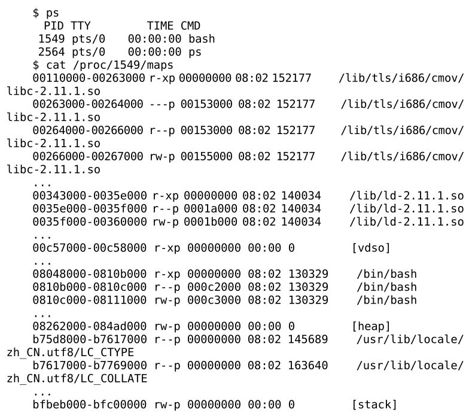 $ ps
PID TTY TIME CMD
1549 pts/0 00:00:00 bash
2564 pts/0 00:00:00 ps
$ cat /proc/1549/maps
00110000-00263000 r-xp 00000000 08:02 152177 /lib/tls/i686/cmov/
libc-2.11.1.so
00263000-00264000 ---p 00153000 08:02 152177 /lib/tls/i686/cmov/
libc-2.11.1.so
00264000-00266000 r--p 00153000 08:02 152177 /lib/tls/i686/cmov/
libc-2.11.1.so
00266000-00267000 rw-p 00155000 08:02 152177 /lib/tls/i686/cmov/
libc-2.11.1.so
...
00343000-0035e000 r-xp 00000000 08:02 140034 /lib/ld-2.11.1.so
0035e000-0035f000 r--p 0001a000 08:02 140034 /lib/ld-2.11.1.so
0035f000-00360000 rw-p 0001b000 08:02 140034 /lib/ld-2.11.1.so
...
00c57000-00c58000 r-xp 00000000 00:00 0 [vdso]
...
08048000-0810b000 r-xp 00000000 08:02 130329 /bin/bash
0810b000-0810c000 r--p 000c2000 08:02 130329 /bin/bash
0810c000-08111000 rw-p 000c3000 08:02 130329 /bin/bash
...
08262000-084ad000 rw-p 00000000 00:00 0 [heap]
b75d8000-b7617000 r--p 00000000 08:02 145689 /usr/lib/locale/
zh_CN.utf8/LC_CTYPE
b7617000-b7769000 r--p 00000000 08:02 163640 /usr/lib/locale/
zh_CN.utf8/LC_COLLATE
...
bfbeb000-bfc00000 rw-p 00000000 00:00 0 [stack]